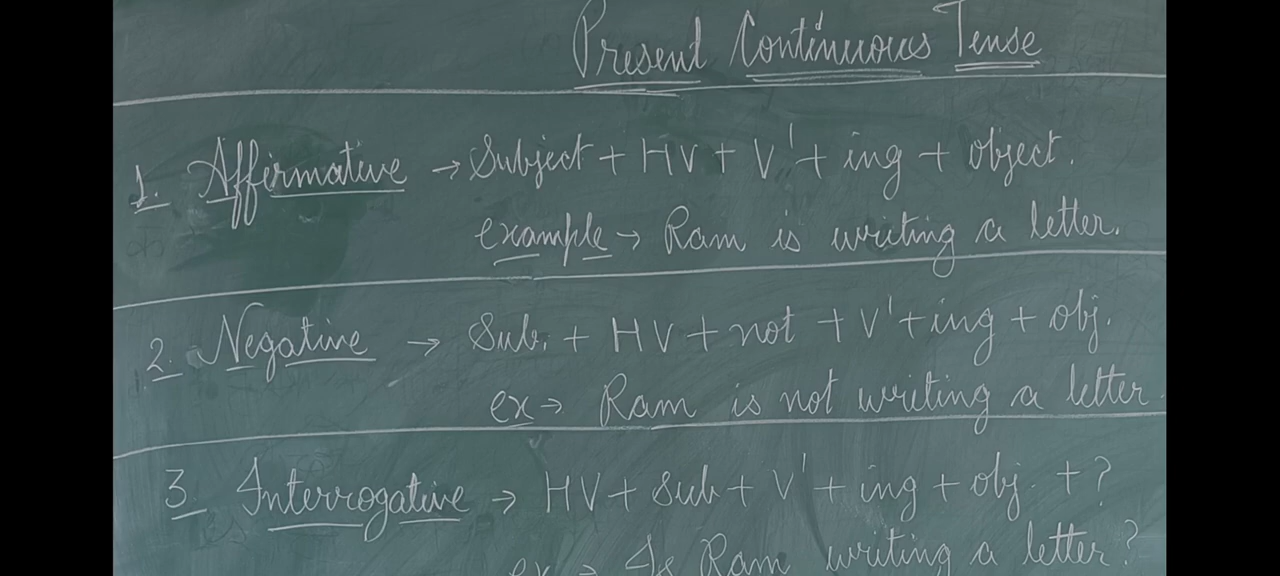 Present Continuous Tense
1. Affirmative → Subject + HV + V¹ + ing + object.
example → Ram is writing a letter.
2. Negative → Sub. + HV + not + V¹ + ing + obj.
ex → Ram is not writing a letter.
3. Interrogative → HV + Sub + V¹ + ing + obj. + ?
ex → Is Ram writing a letter?